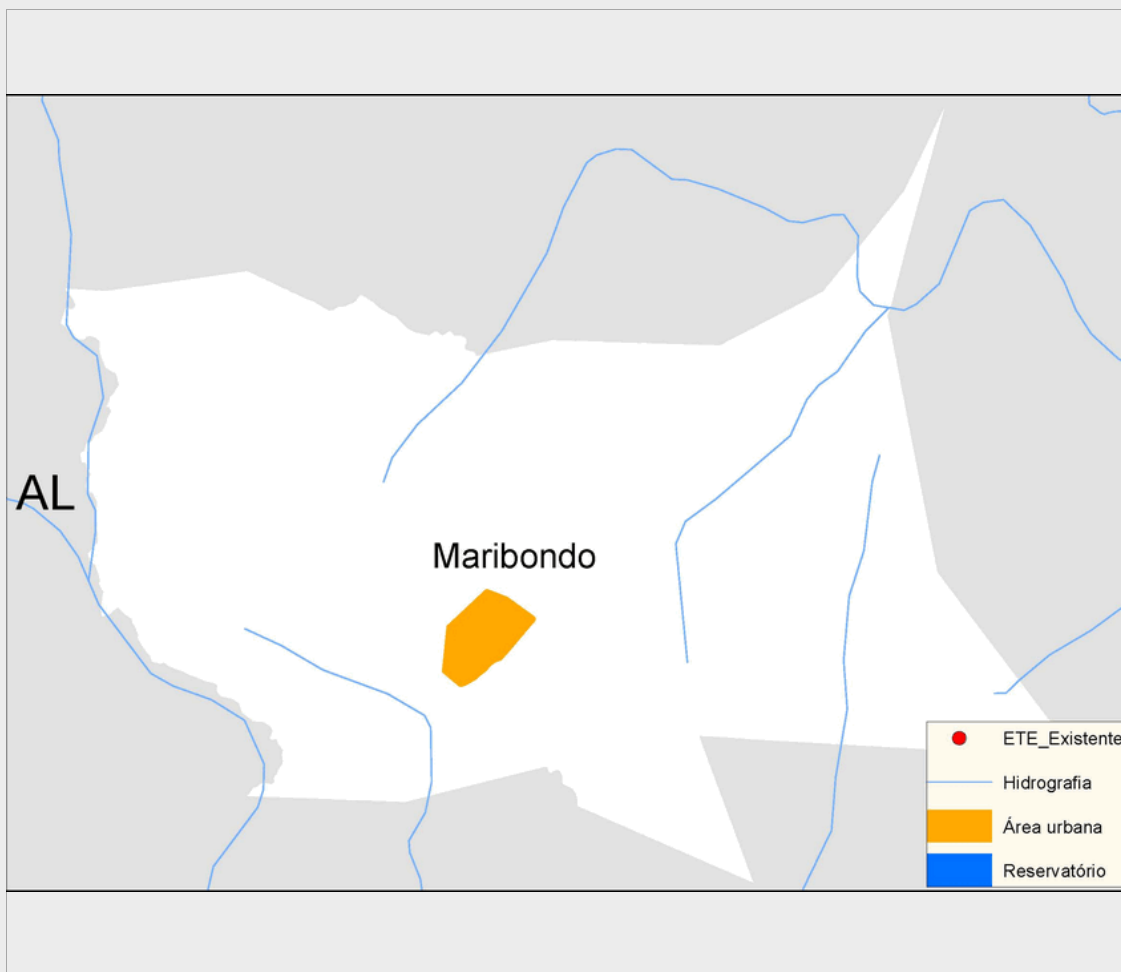 AL
Maribondo
ETE_Existente
Hidrografia
Área urbana
Reservatório